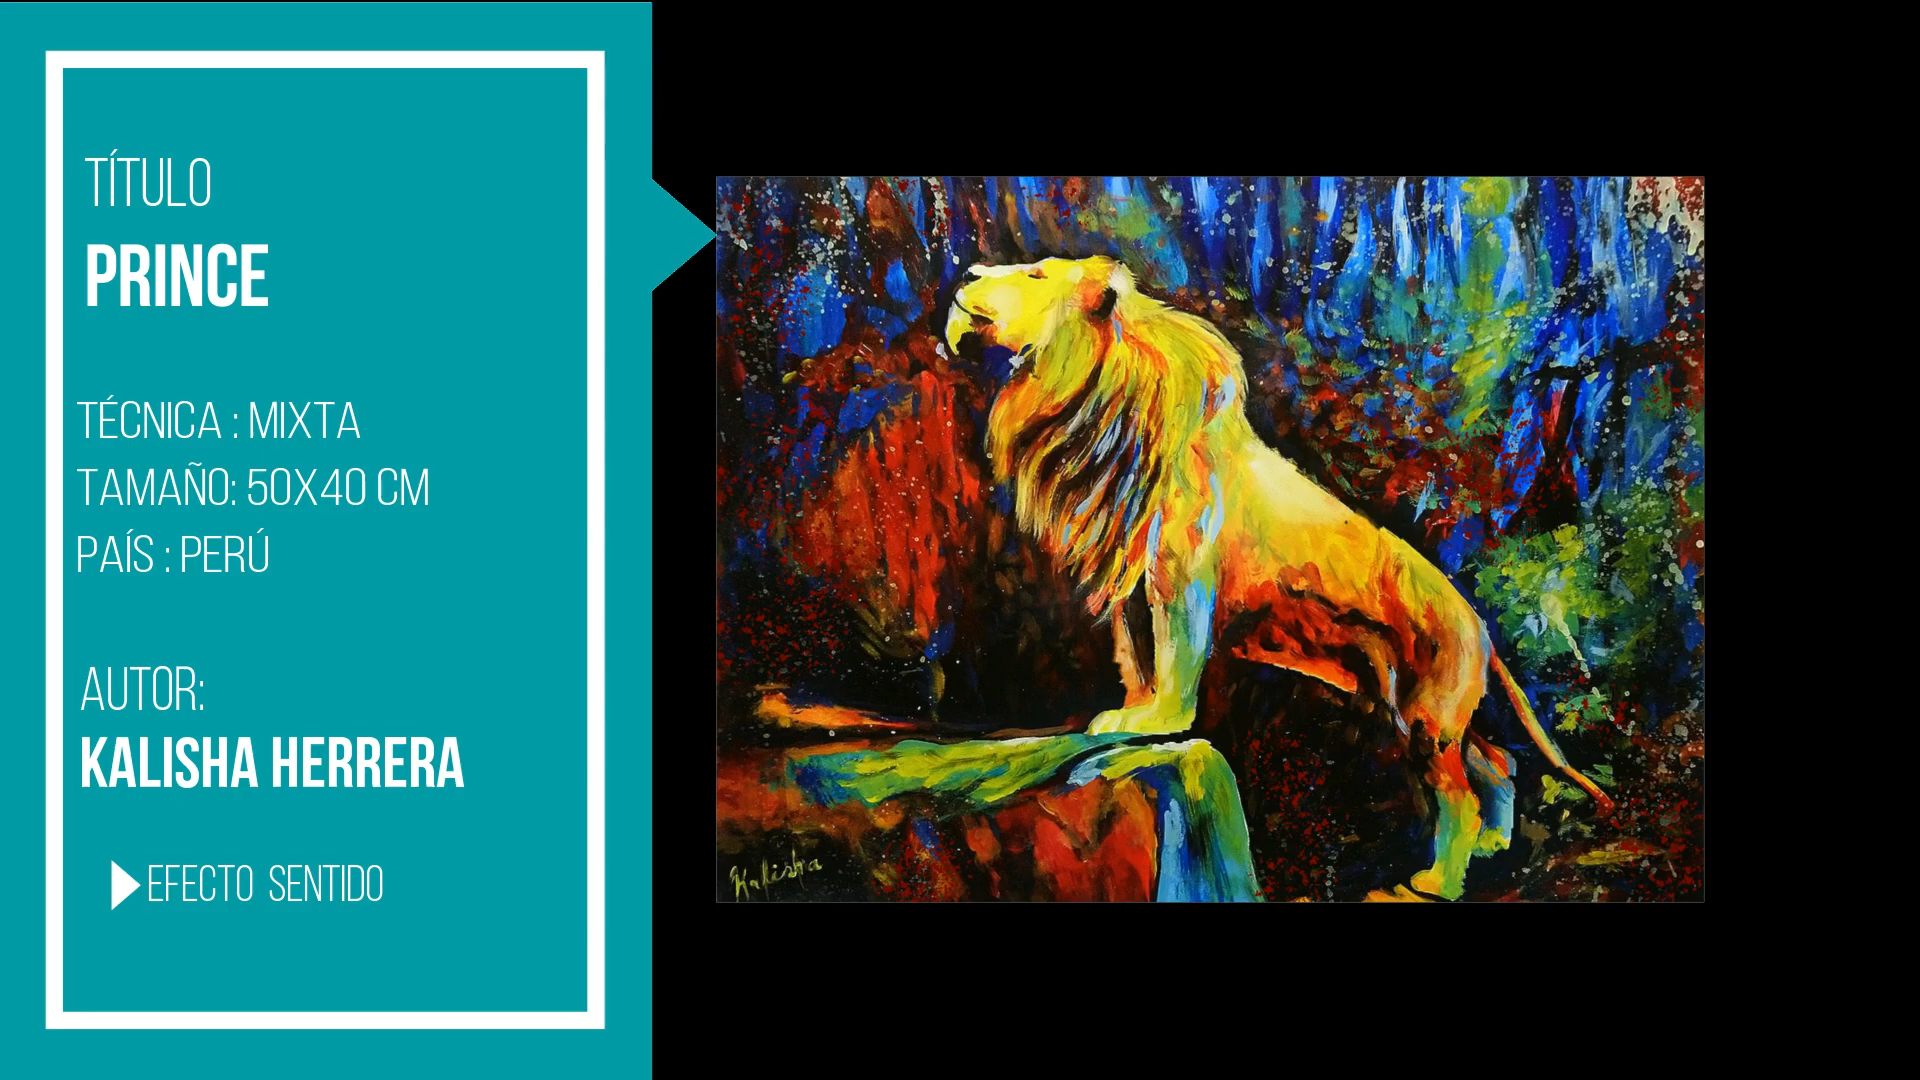 TÍTULO
PRINCE
TÉCNICA : MIXTA
TAMAÑO: 50X40 CM
PAÍS : PERÚ
AUTOR:
KALISHA HERRERA
EFECTO SENTIDO
Kalisha